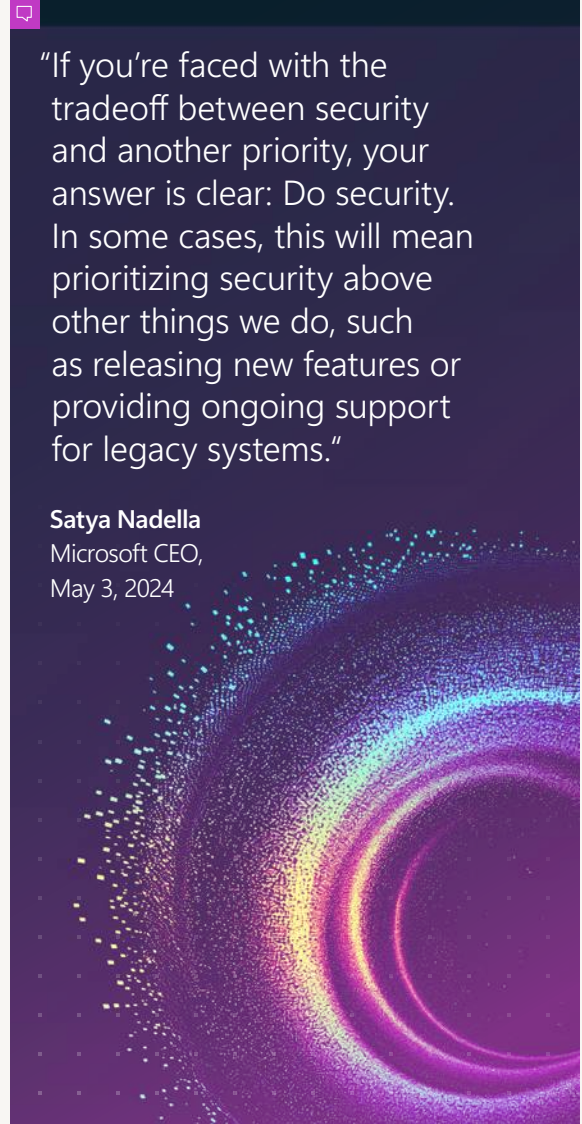 “If you’re faced with the
tradeoff between security
and another priority, your
answer is clear: Do security.
In some cases, this will mean
prioritizing security above
other things we do, such
as releasing new features or
providing ongoing support
for legacy systems.“
Satya Nadella
Microsoft CEO,
May 3, 2024